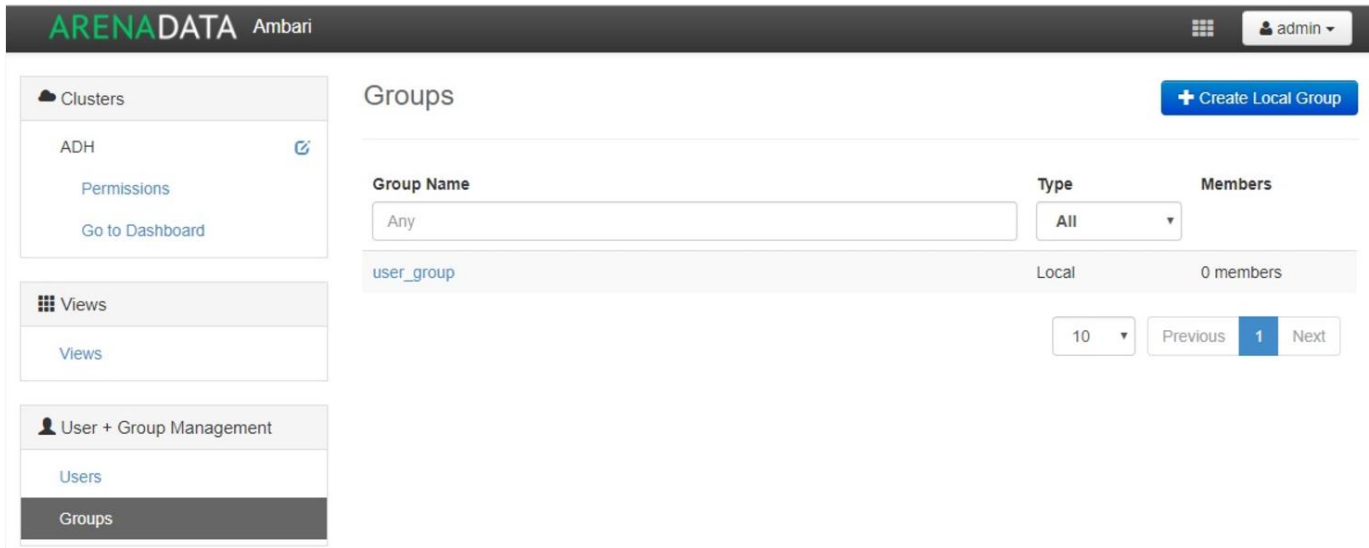 ARENADATA Ambari
admin
Clusters
ADH
Permissions
Go to Dashboard
Views
Views
User + Group Management
Users
Groups
Groups
Create Local Group
Group Name Type Members
Any All
user_group Local 0 members
10 Previous 1 Next